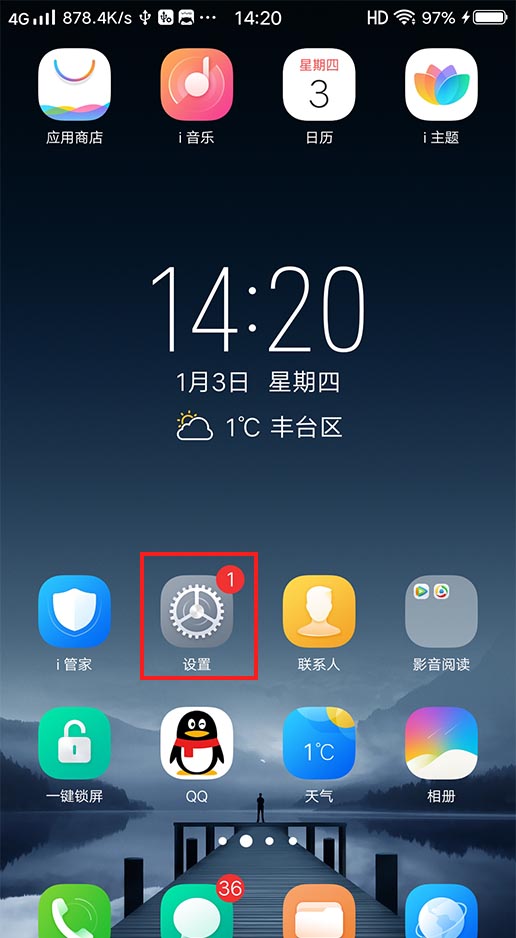 4G 878.4K/s 14:20 HD 97%
星期四
3
应用商店 i 音乐 日历 i 主题
14:20
1月3日 星期四
1℃ 丰台区
1
i 管家 设置 联系人 影音阅读
1℃
一键锁屏 QQ 天气 相册
36